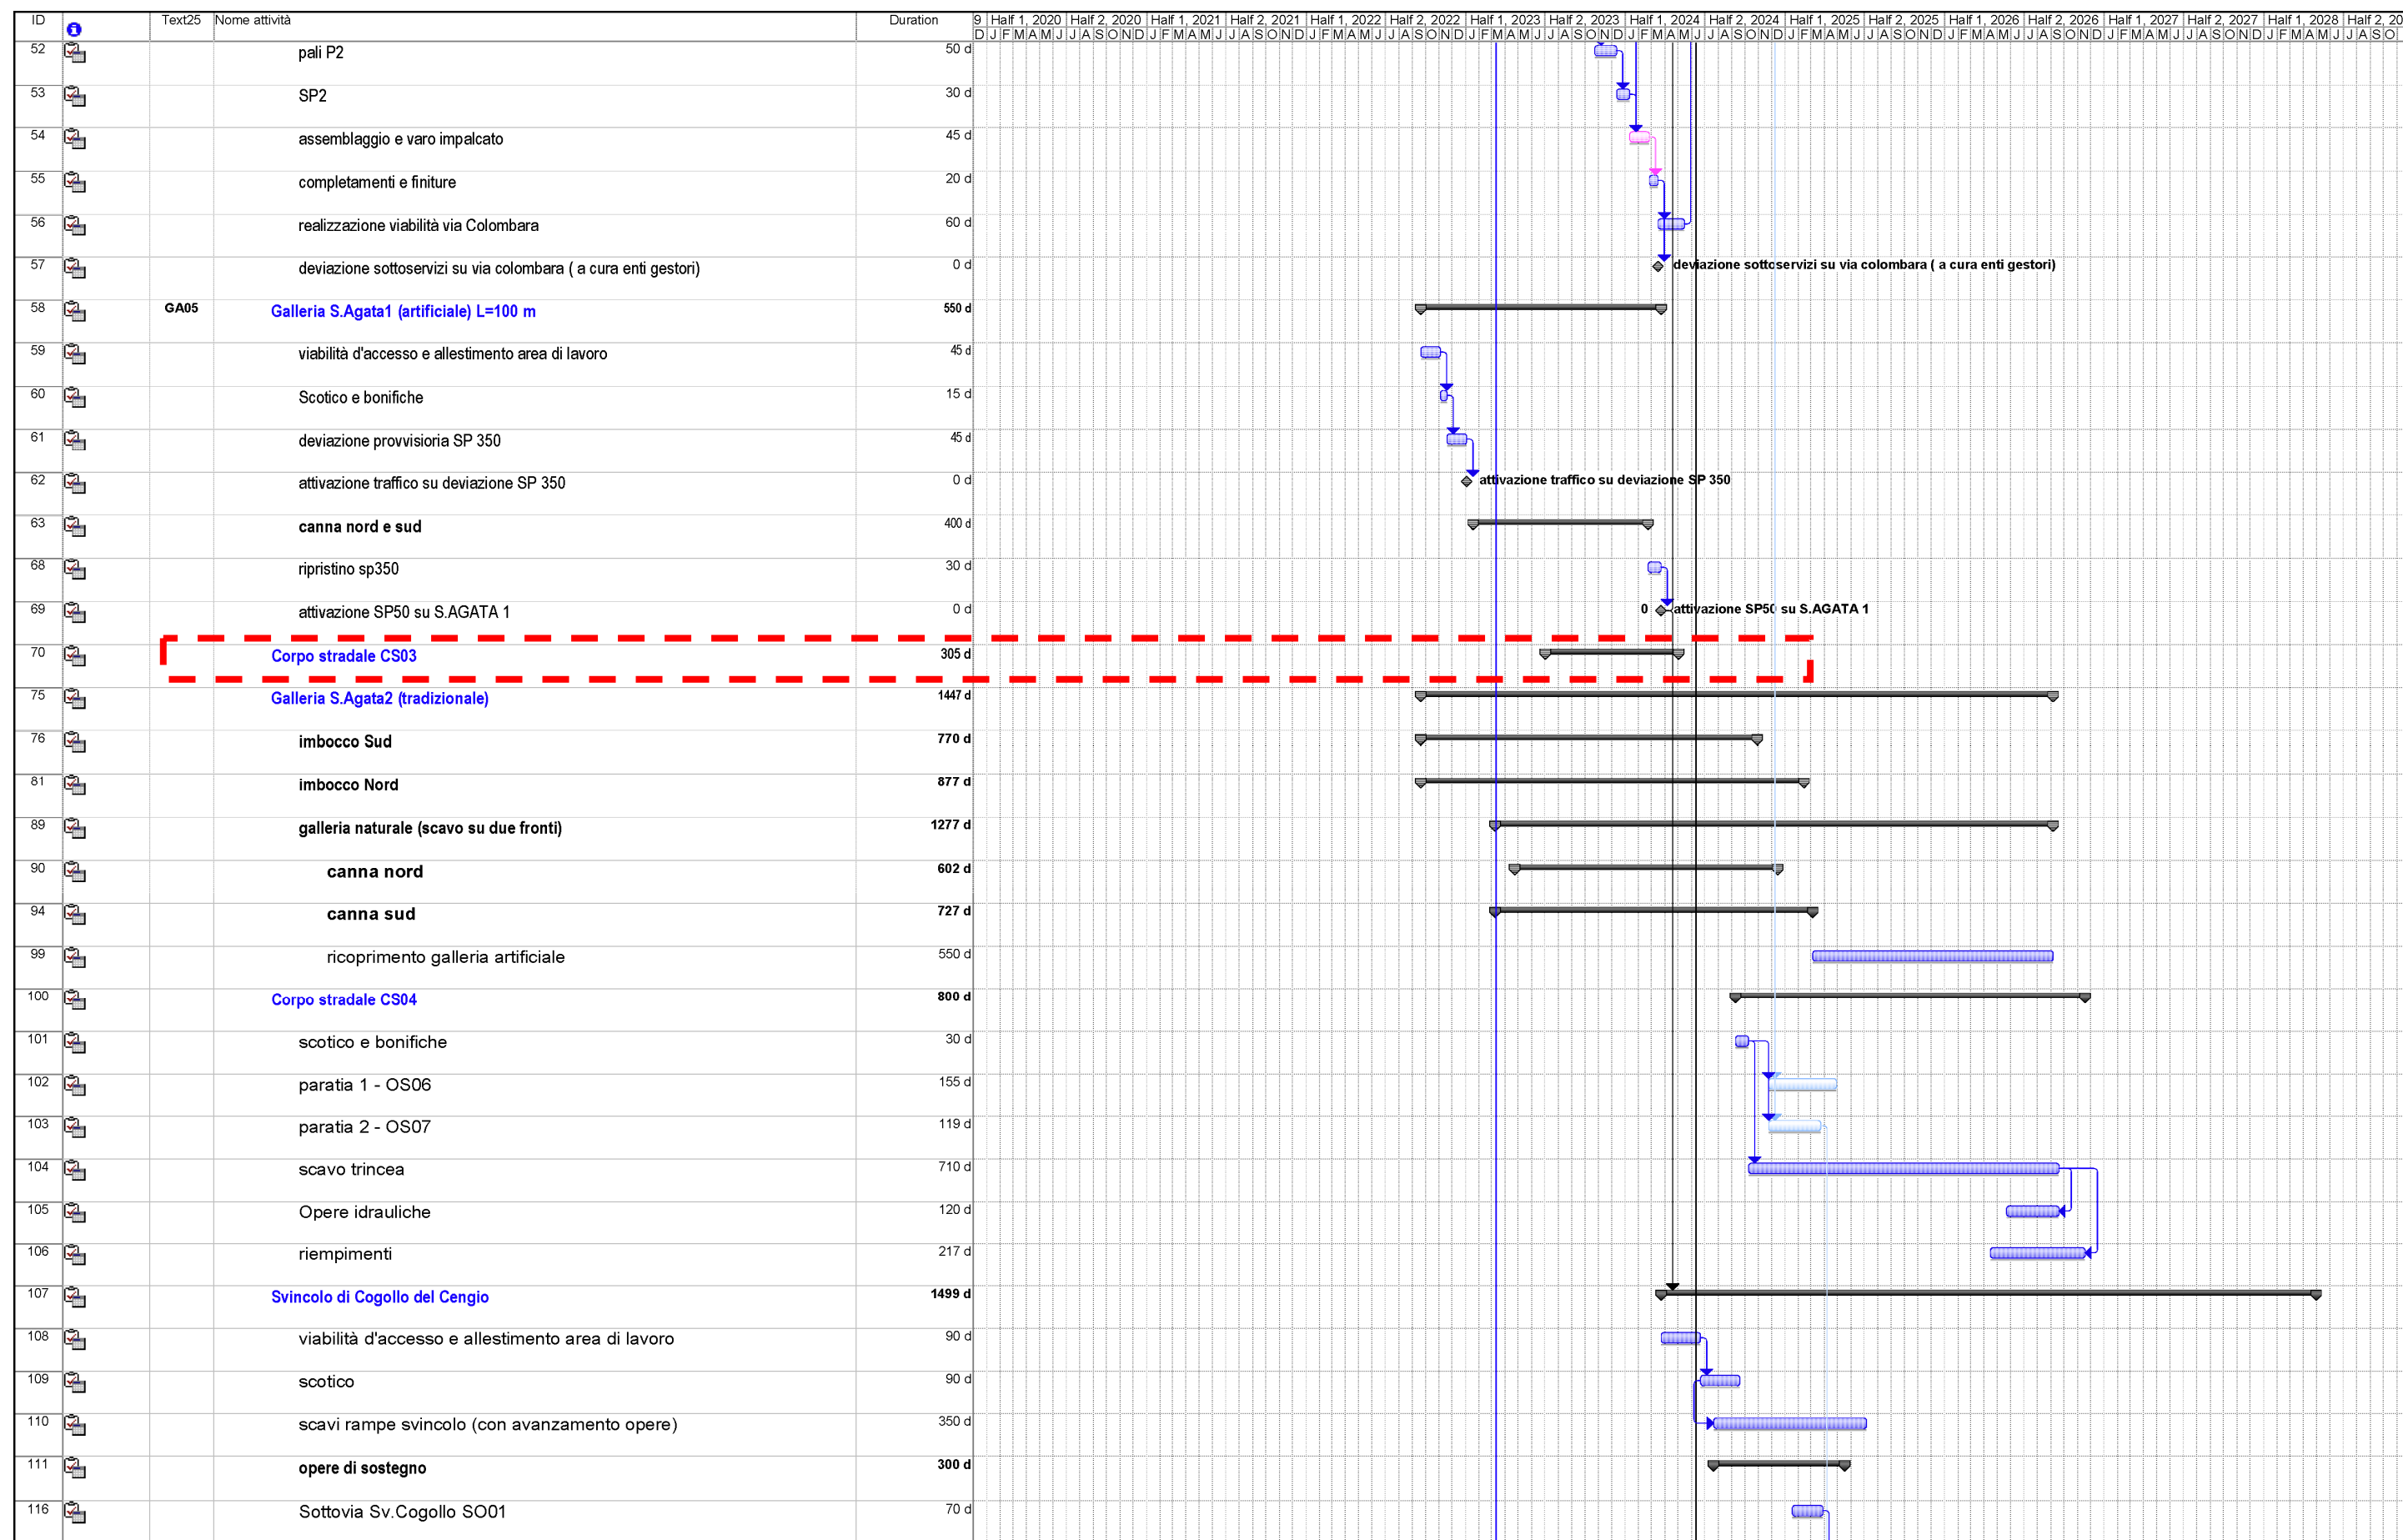 ID Text25 Nome attività Duration 9 Half 1, 2020 Half 2, 2020 Half 1, 2021 Half 2, 2021 Half 1, 2022 Half 2, 2022 Half 1, 2023 Half 2, 2023 Half 1, 2024 Half 2, 2024 Half 1, 2025 Half 2, 2025 Half 1, 2026 Half 2, 2026 Half 1, 2027 Half 2, 2027 Half 1, 2028 Half 2, 20
D J F M A M J J A S O N D J F M A M J J A S O N D J F M A M J J A S O N D J F M A M J J A S O N D J F M A M J J A S O N D J F M A M J J A S O N D J F M A M J J A S O N D J F M A M J J A S O N D J F M A M J J A S O
52 pali P2 50 d
53 SP2 30 d
54 assemblaggio e varo impalcato 45 d
55 completamenti e finiture 20 d
56 realizzazione viabilità via Colombara 60 d
57 deviazione sottoservizi su via colombara ( a cura enti gestori) 0 d deviazione sottoservizi su via colombara ( a cura enti gestori)
58 GA05 Galleria S.Agata1 (artificiale) L=100 m 550 d
59 viabilità d'accesso e allestimento area di lavoro 45 d
60 Scotico e bonifiche 15 d
61 deviazione provvisioria SP 350 45 d
62 attivazione traffico su deviazione SP 350 0 d attivazione traffico su deviazione SP 350
63 canna nord e sud 400 d
68 ripristino sp350 30 d
69 attivazione SP50 su S.AGATA 1 0 d 0 attivazione SP50 su S.AGATA 1
70 Corpo stradale CS03 305 d
75 Galleria S.Agata2 (tradizionale) 1447 d
76 imbocco Sud 770 d
81 imbocco Nord 877 d
89 galleria naturale (scavo su due fronti) 1277 d
90 canna nord 602 d
94 canna sud 727 d
99 ricoprimento galleria artificiale 550 d
100 Corpo stradale CS04 800 d
101 scotico e bonifiche 30 d
102 paratia 1 - OS06 155 d
103 paratia 2 - OS07 119 d
104 scavo trincea 710 d
105 Opere idrauliche 120 d
106 riempimenti 217 d
107 Svincolo di Cogollo del Cengio 1499 d
108 viabilità d'accesso e allestimento area di lavoro 90 d
109 scotico 90 d
110 scavi rampe svincolo (con avanzamento opere) 350 d
111 opere di sostegno 300 d
116 Sottovia Sv.Cogollo SO01 70 d